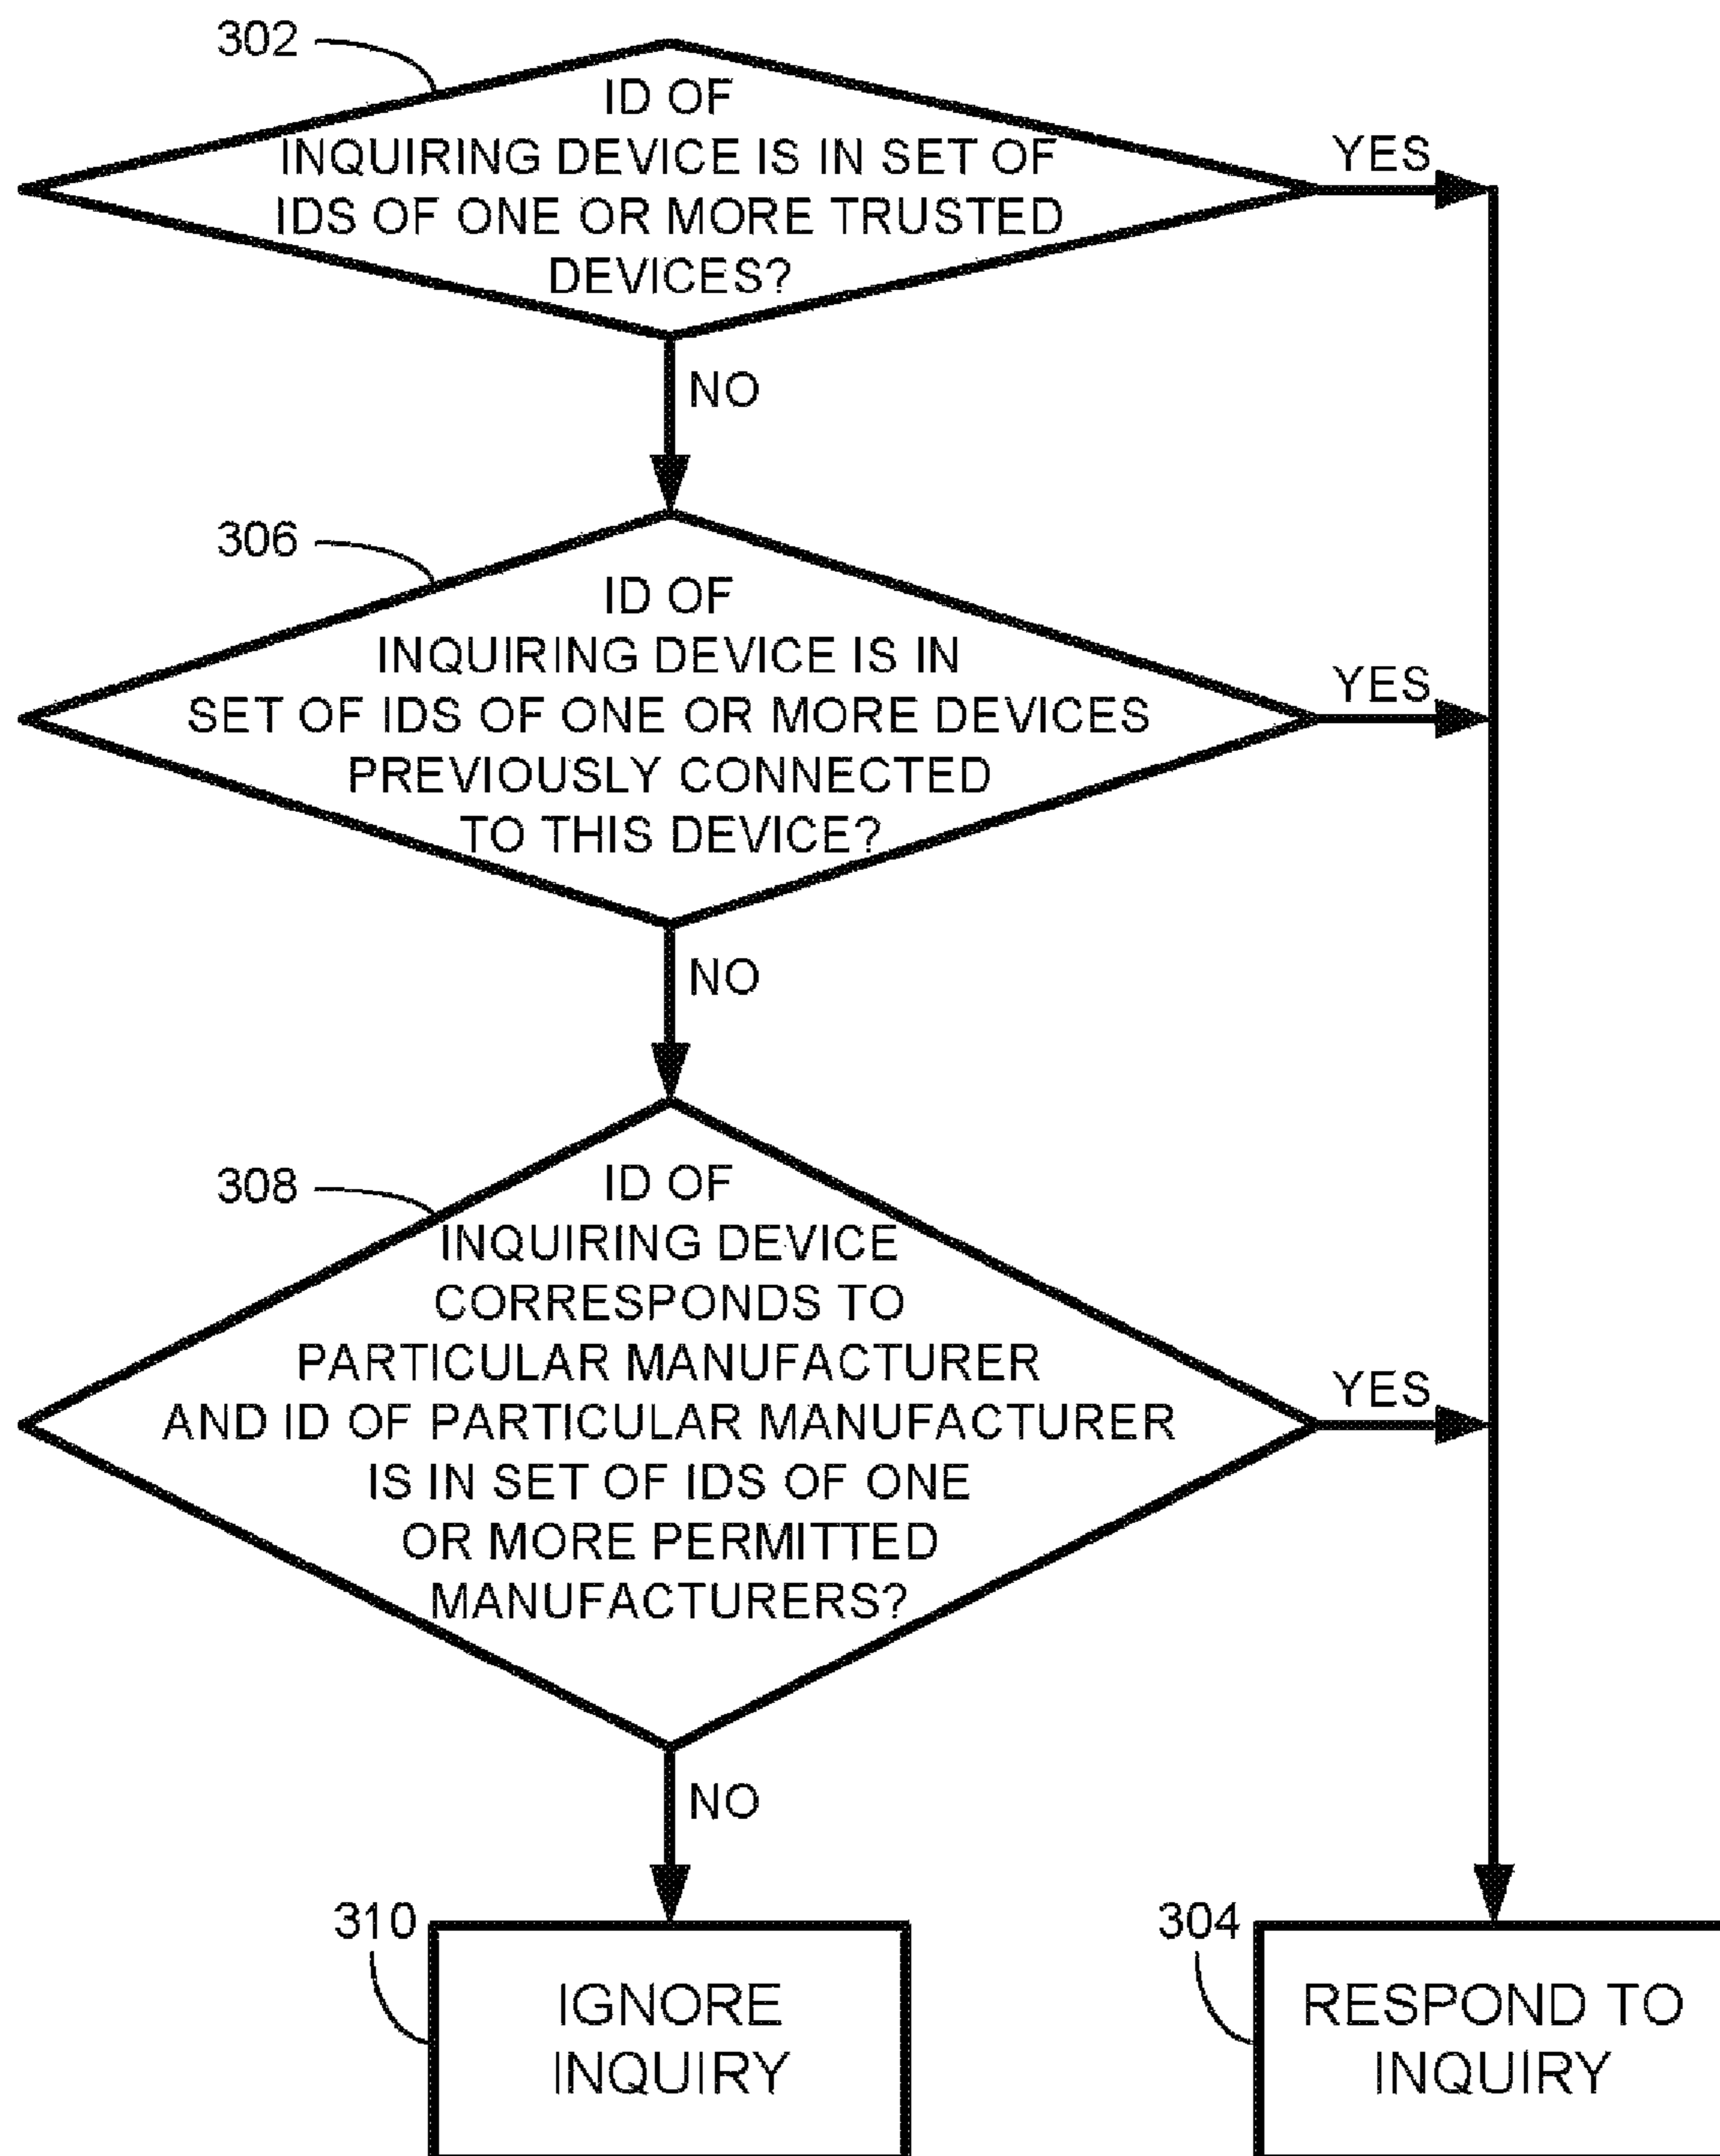 302
ID OF
INQUIRING DEVICE IS IN SET OF
IDS OF ONE OR MORE TRUSTED
DEVICES?
YES
NO
306
ID OF
INQUIRING DEVICE IS IN
SET OF IDS OF ONE OR MORE DEVICES
PREVIOUSLY CONNECTED
TO THIS DEVICE?
YES
NO
308
ID OF
INQUIRING DEVICE
CORRESPONDS TO
PARTICULAR MANUFACTURER
AND ID OF PARTICULAR MANUFACTURER
IS IN SET OF IDS OF ONE
OR MORE PERMITTED
MANUFACTURERS?
YES
NO
310
IGNORE
INQUIRY
304
RESPOND TO
INQUIRY